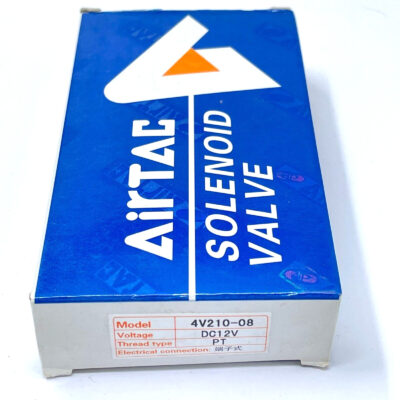 AirTAC
SOLENOID
VALVE
Model 4V210-08
Voltage DC12V
Thread type PT
Electrical connection: 端子式